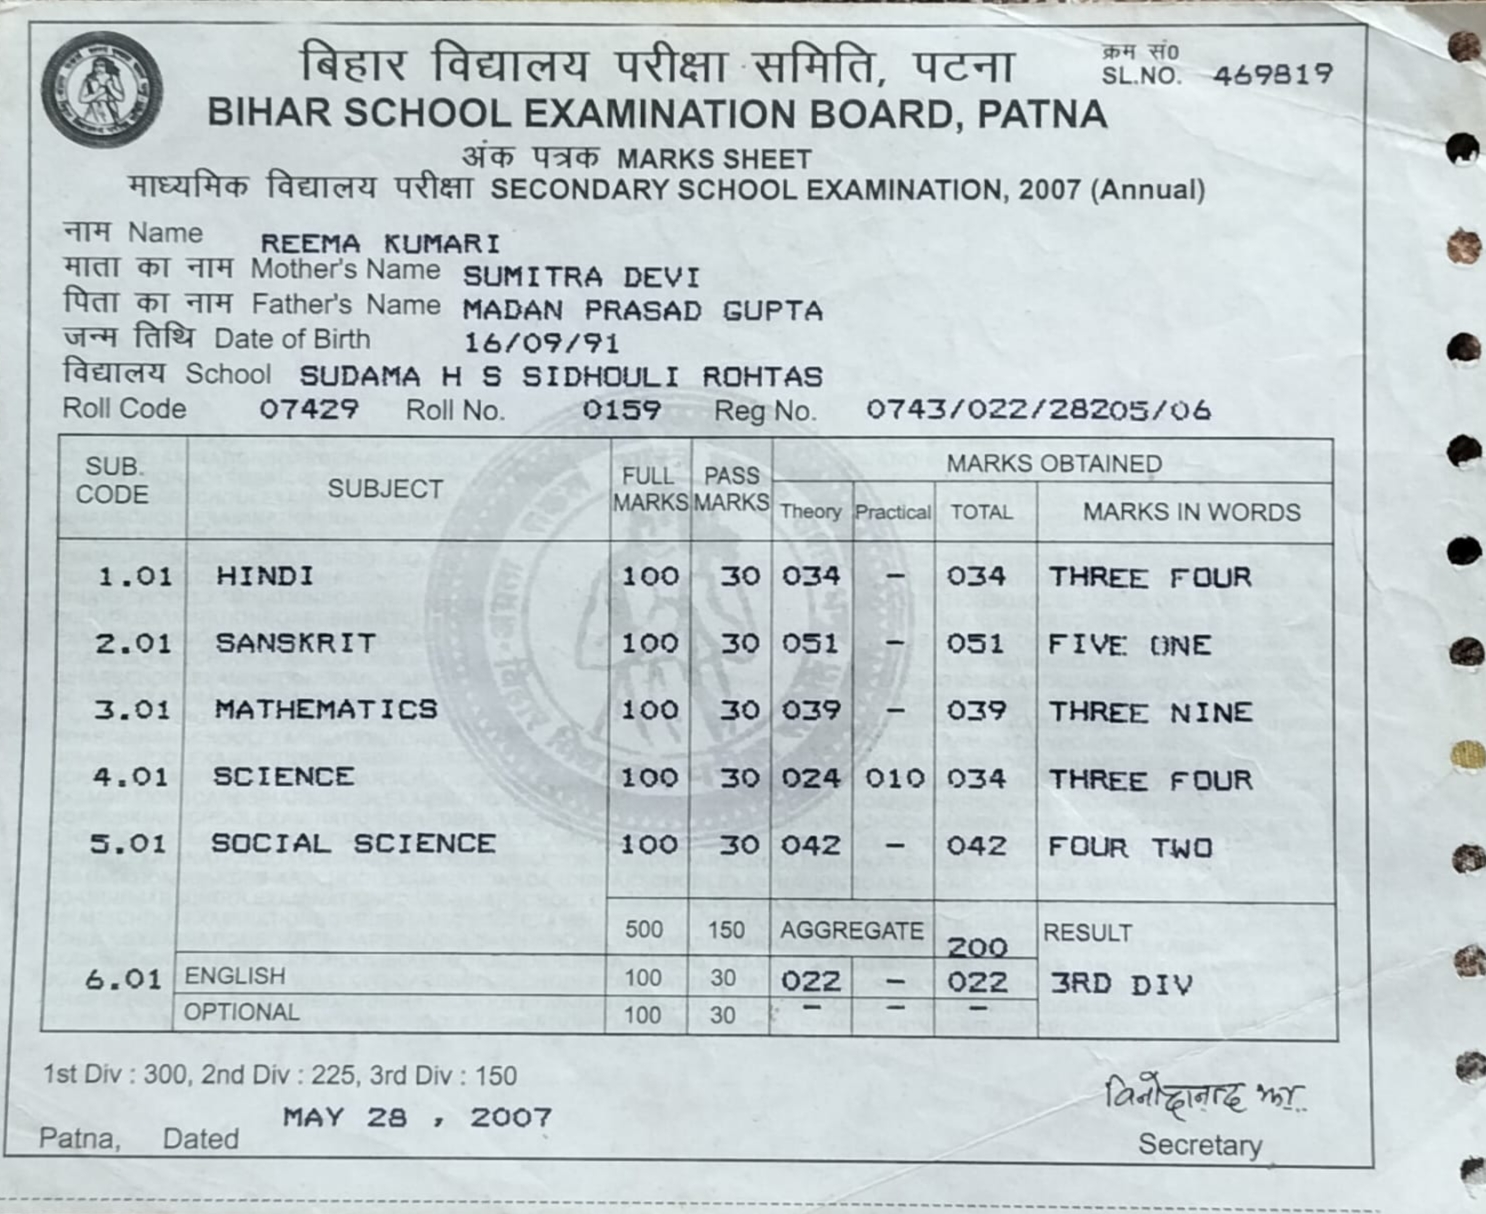 बिहार विद्यालय परीक्षा समिति, पटना
क्रम सं0
SL.NO. 469819
BIHAR SCHOOL EXAMINATION BOARD, PATNA
अंक पत्रक MARKS SHEET
माध्यमिक विद्यालय परीक्षा SECONDARY SCHOOL EXAMINATION, 2007 (Annual)
नाम Name REEMA KUMARI
माता का नाम Mother's Name SUMITRA DEVI
पिता का नाम Father's Name MADAN PRASAD GUPTA
जन्म तिथि Date of Birth 16/09/91
विद्यालय School SUDAMA H S SIDHOULI ROHTAS
Roll Code 07429 Roll No. 0159 Reg No. 0743/022/28205/06
SUB. CODE SUBJECT FULL MARKS PASS MARKS MARKS OBTAINED
Theory Practical TOTAL MARKS IN WORDS
1.01 HINDI 100 30 034 - 034 THREE FOUR
2.01 SANSKRIT 100 30 051 - 051 FIVE ONE
3.01 MATHEMATICS 100 30 039 - 039 THREE NINE
4.01 SCIENCE 100 30 024 010 034 THREE FOUR
5.01 SOCIAL SCIENCE 100 30 042 - 042 FOUR TWO
500 150 AGGREGATE 200 RESULT
6.01 ENGLISH 100 30 022 - 022 3RD DIV
OPTIONAL 100 30 - - -
1st Div : 300, 2nd Div : 225, 3rd Div : 150
MAY 28 , 2007
Patna, Dated
विनोदानन्द झा
Secretary